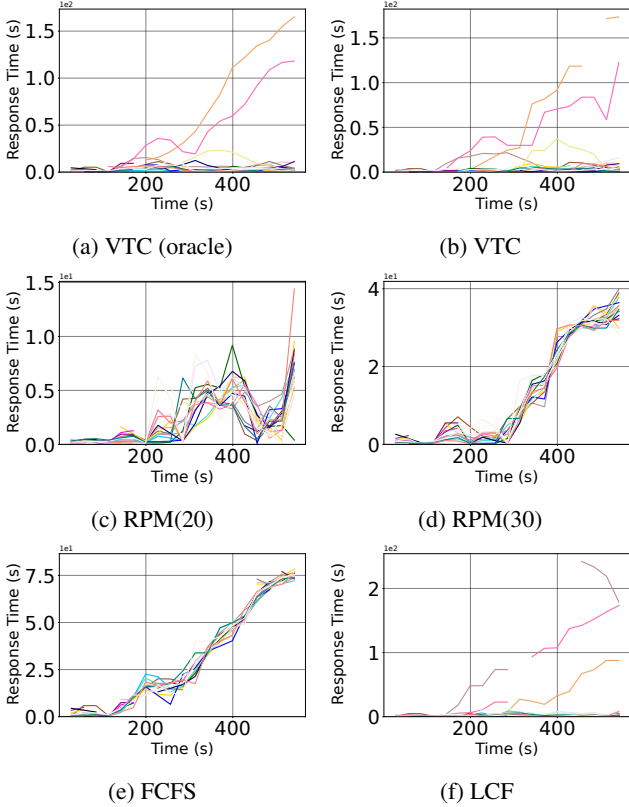 1e2
1e2
Response Time (s)
1.5
1.0
0.5
0.0
200
400
Time (s)
Response Time (s)
1.5
1
0.5
0.0
200
400
Time (s)
(a) VTC (oracle)
(b) VTC
1e1
1e1
Response Time (s)
1.5
1.0
0.5
0.0
200
400
Time (s)
Response Time (s)
4
2
0
200
400
Time (s)
(c) RPM(20)
(d) RPM(30)
1e1
1e2
Response Time (s)
7.5
5.0
2.5
0.0
200
400
Time (s)
Response Time (s)
2
1
0
200
400
Time (s)
(e) FCFS
(f) LCF